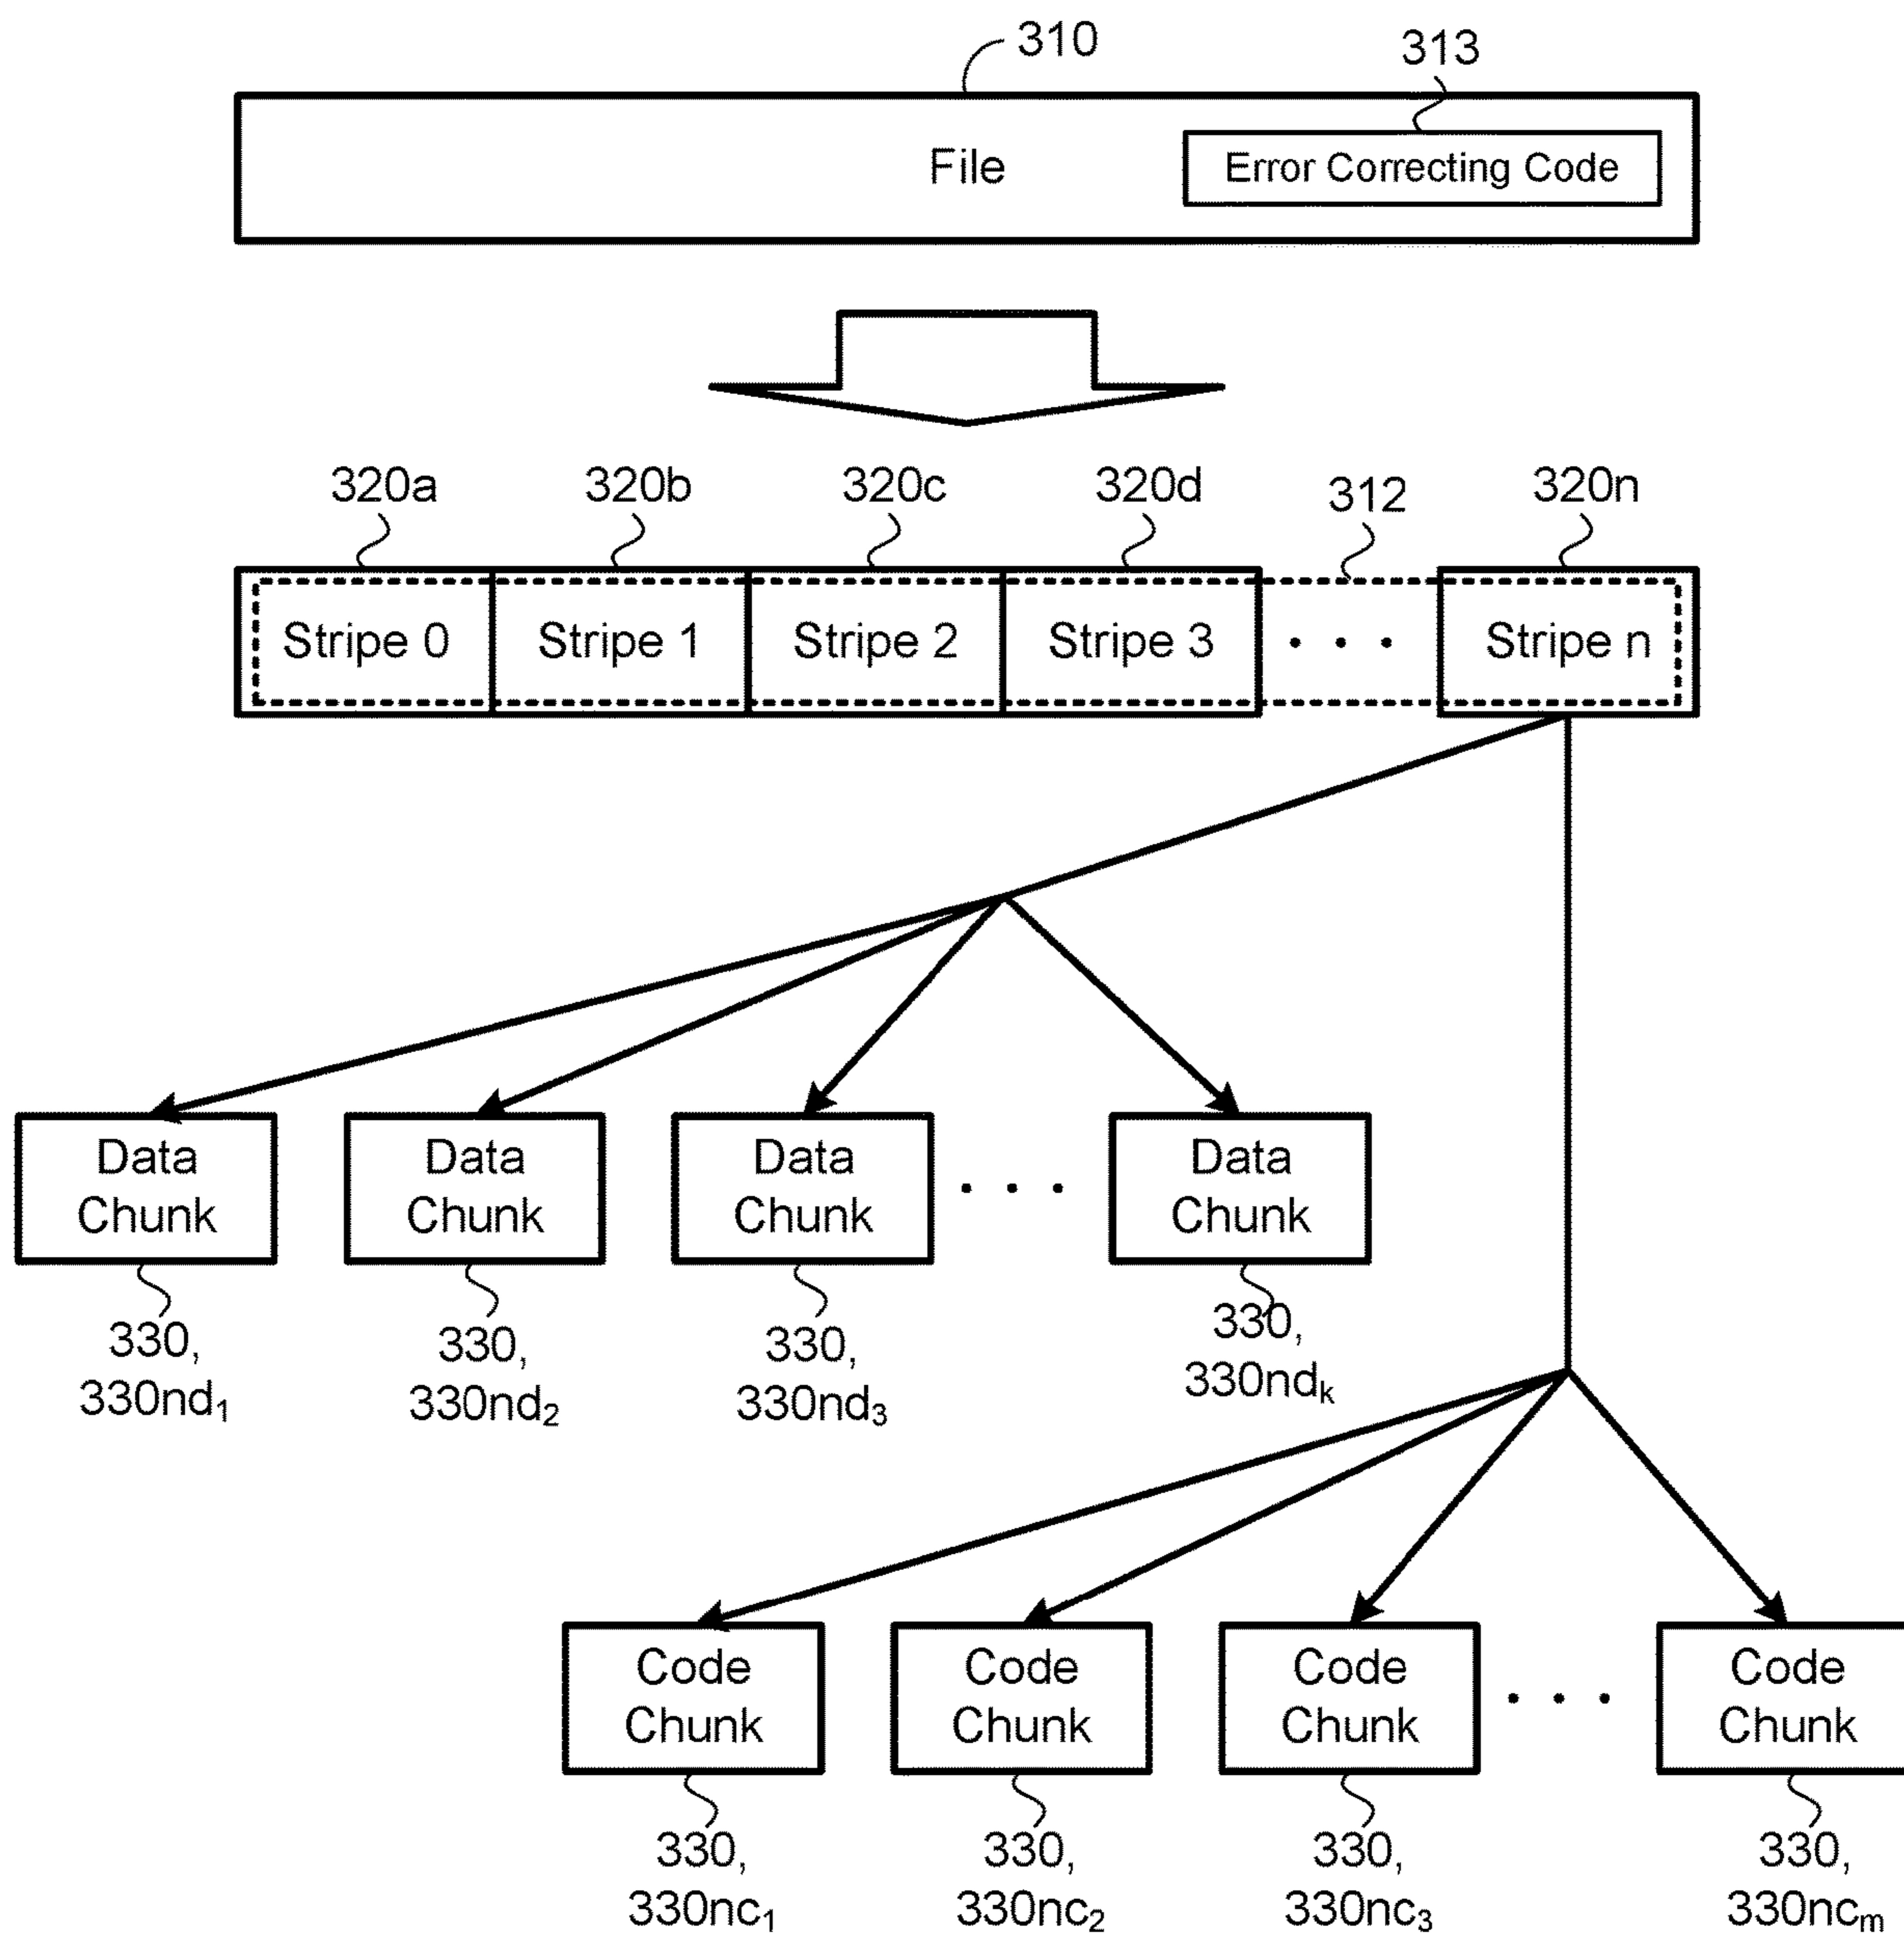 310
313
File
Error Correcting Code
320a
320b
320c
320d
312
320n
Stripe 0
Stripe 1
Stripe 2
Stripe 3
. . .
Stripe n
Data
Chunk
Data
Chunk
Data
Chunk
. . .
Data
Chunk
330,
330nd₁
330,
330nd₂
330,
330nd₃
330,
330ndₖ
Code
Chunk
Code
Chunk
Code
Chunk
. . .
Code
Chunk
330,
330nc₁
330,
330nc₂
330,
330nc₃
330,
330ncₘ